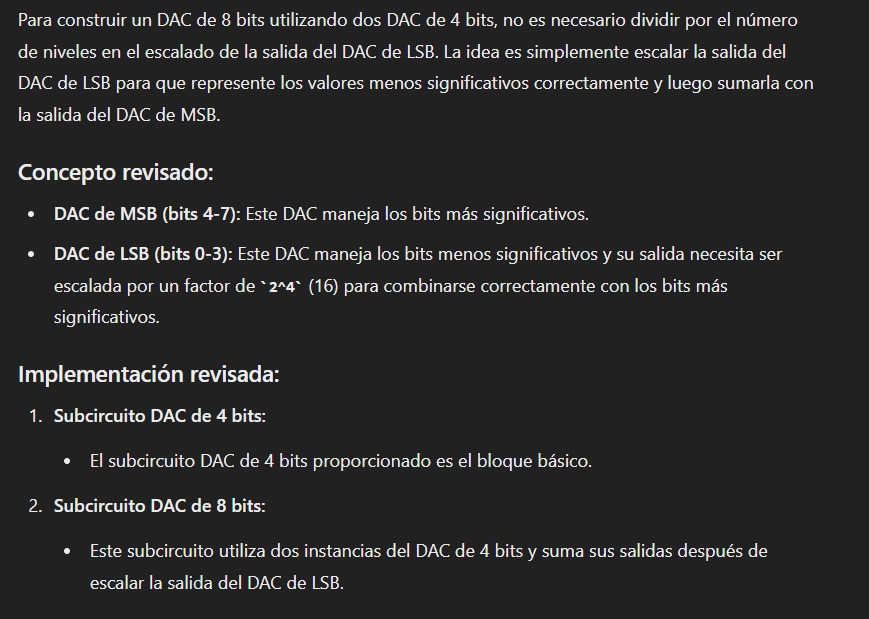 Para construir un DAC de 8 bits utilizando dos DAC de 4 bits, no es necesario dividir por el número
de niveles en el escalado de la salida del DAC de LSB. La idea es simplemente escalar la salida del
DAC de LSB para que represente los valores menos significativos correctamente y luego sumarla con
la salida del DAC de MSB.
Concepto revisado:
• DAC de MSB (bits 4-7): Este DAC maneja los bits más significativos.
• DAC de LSB (bits 0-3): Este DAC maneja los bits menos significativos y su salida necesita ser
escalada por un factor de `2^4` (16) para combinarse correctamente con los bits más
significativos.
Implementación revisada:
1. Subcircuito DAC de 4 bits:
• El subcircuito DAC de 4 bits proporcionado es el bloque básico.
2. Subcircuito DAC de 8 bits:
• Este subcircuito utiliza dos instancias del DAC de 4 bits y suma sus salidas después de
escalar la salida del DAC de LSB.